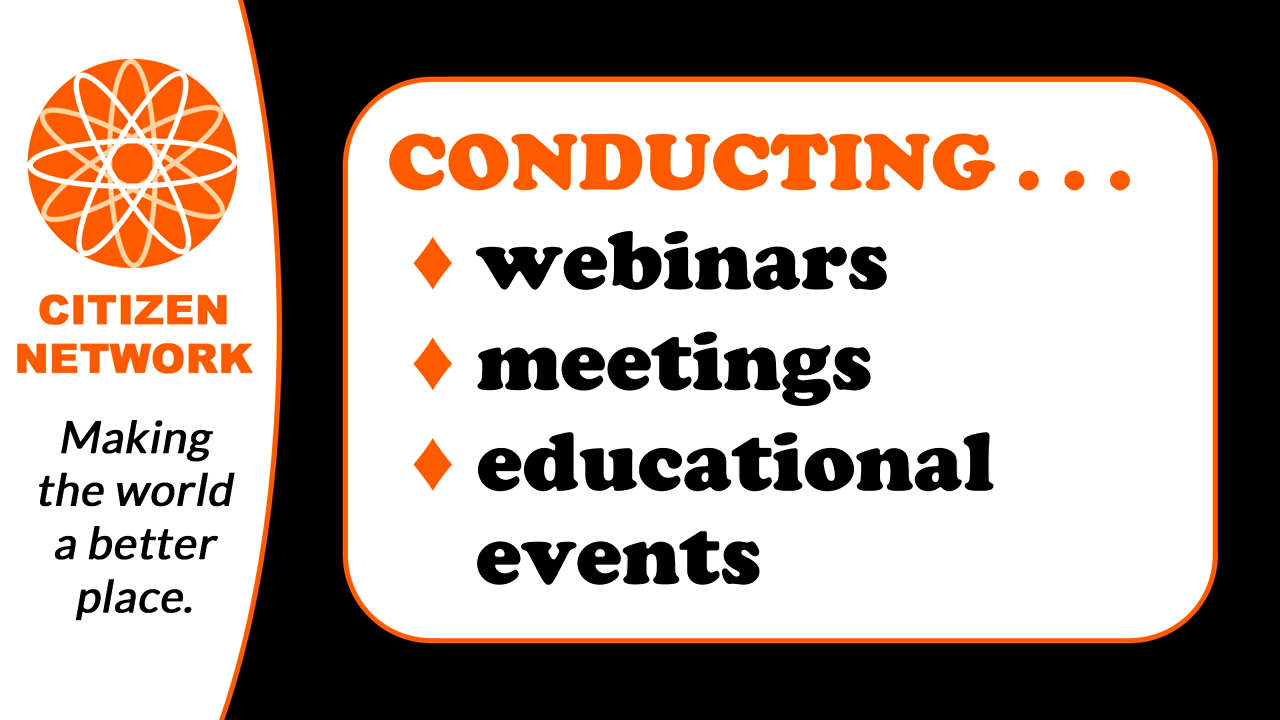 CITIZEN
NETWORK
Making
the world
a better
place.
CONDUCTING . . .
♦ webinars
♦ meetings
♦ educational
events